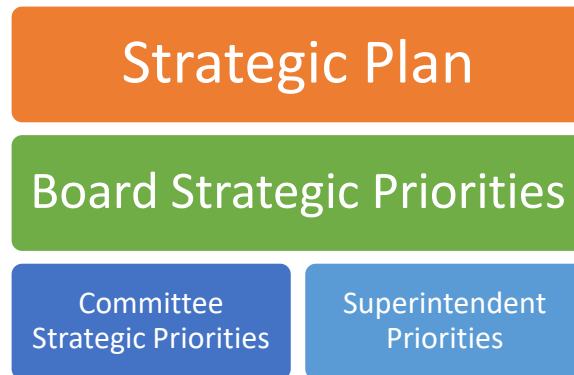 Strategic Plan
Board Strategic Priorities
Committee
Strategic Priorities
Superintendent
Priorities